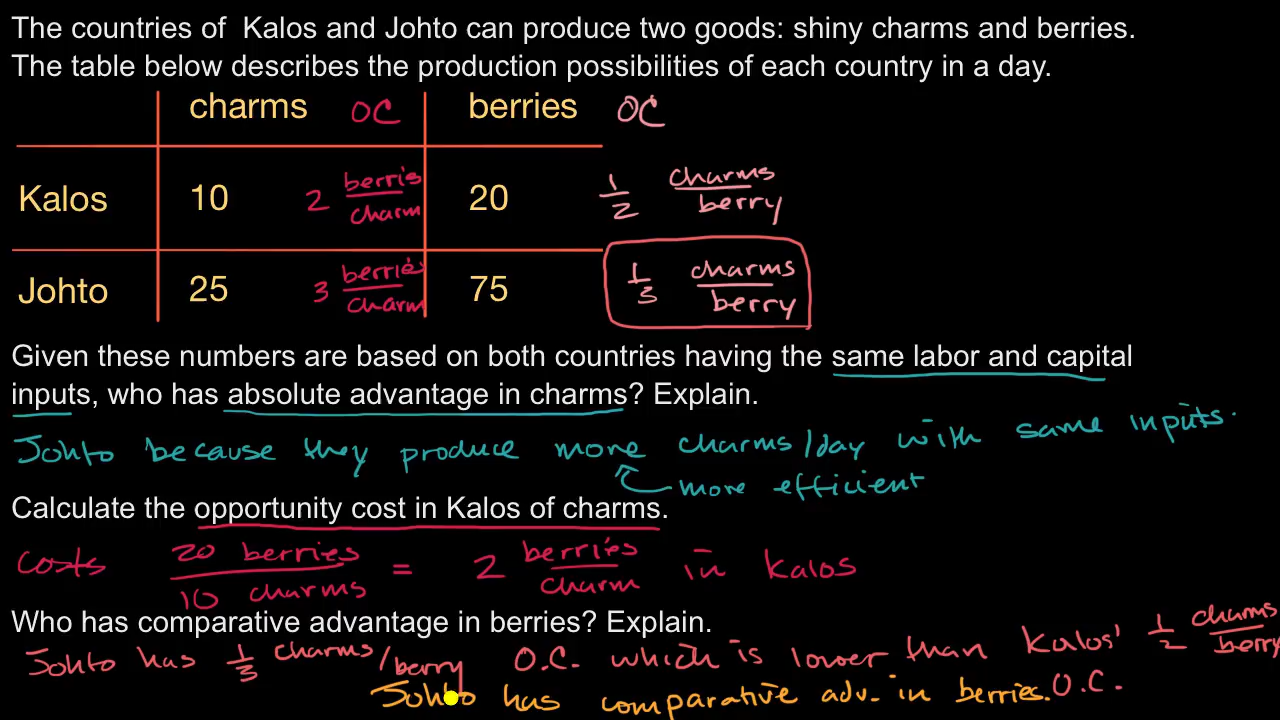 The countries of Kalos and Johto can produce two goods: shiny charms and berries.
The table below describes the production possibilities of each country in a day.
charms OC berries OC
Kalos 10 2 berris/charm 20 1/2 charms/berry
Johto 25 3 berries/charm 75 1/3 charms/berry
Given these numbers are based on both countries having the same labor and capital
inputs, who has absolute advantage in charms? Explain.
Johto because they produce more charms/day with same inputs.
more efficient
Calculate the opportunity cost in Kalos of charms.
costs 20 berries/10 charms = 2 berries/charm in Kalos
Who has comparative advantage in berries? Explain.
Johto has 1/3 charms/berry O.C. which is lower than Kalos' 1/2 charms/berry O.C.
Johto has comparative adv. in berries.